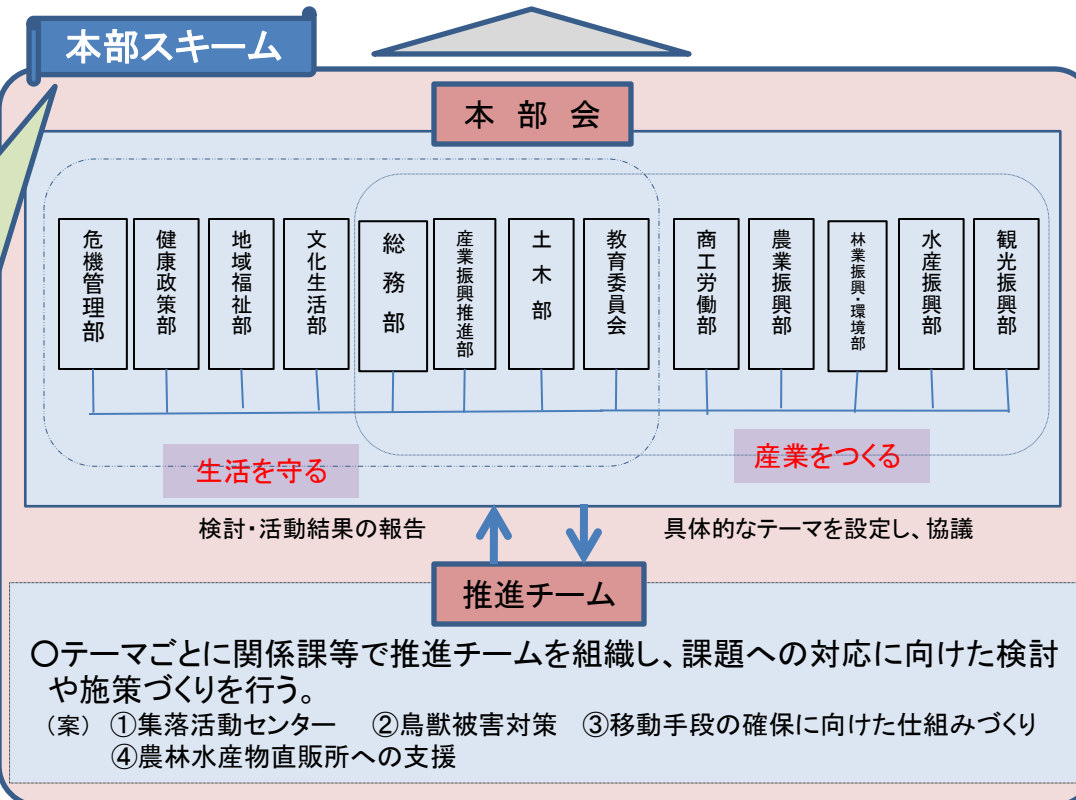 本部スキーム
本 部 会
危機管理部
健康政策部
地域福祉部
文化生活部
総務部
産業振興推進部
土木部
教育委員会
商工労働部
農業振興部
林業振興・環境部
水産振興部
観光振興部
生活を守る
産業をつくる
検討・活動結果の報告
具体的なテーマを設定し、協議
推進チーム
〇テーマごとに関係課等で推進チームを組織し、課題への対応に向けた検討
や施策づくりを行う。
（案） ①集落活動センター ②鳥獣被害対策 ③移動手段の確保に向けた仕組みづくり
④農林水産物直販所への支援